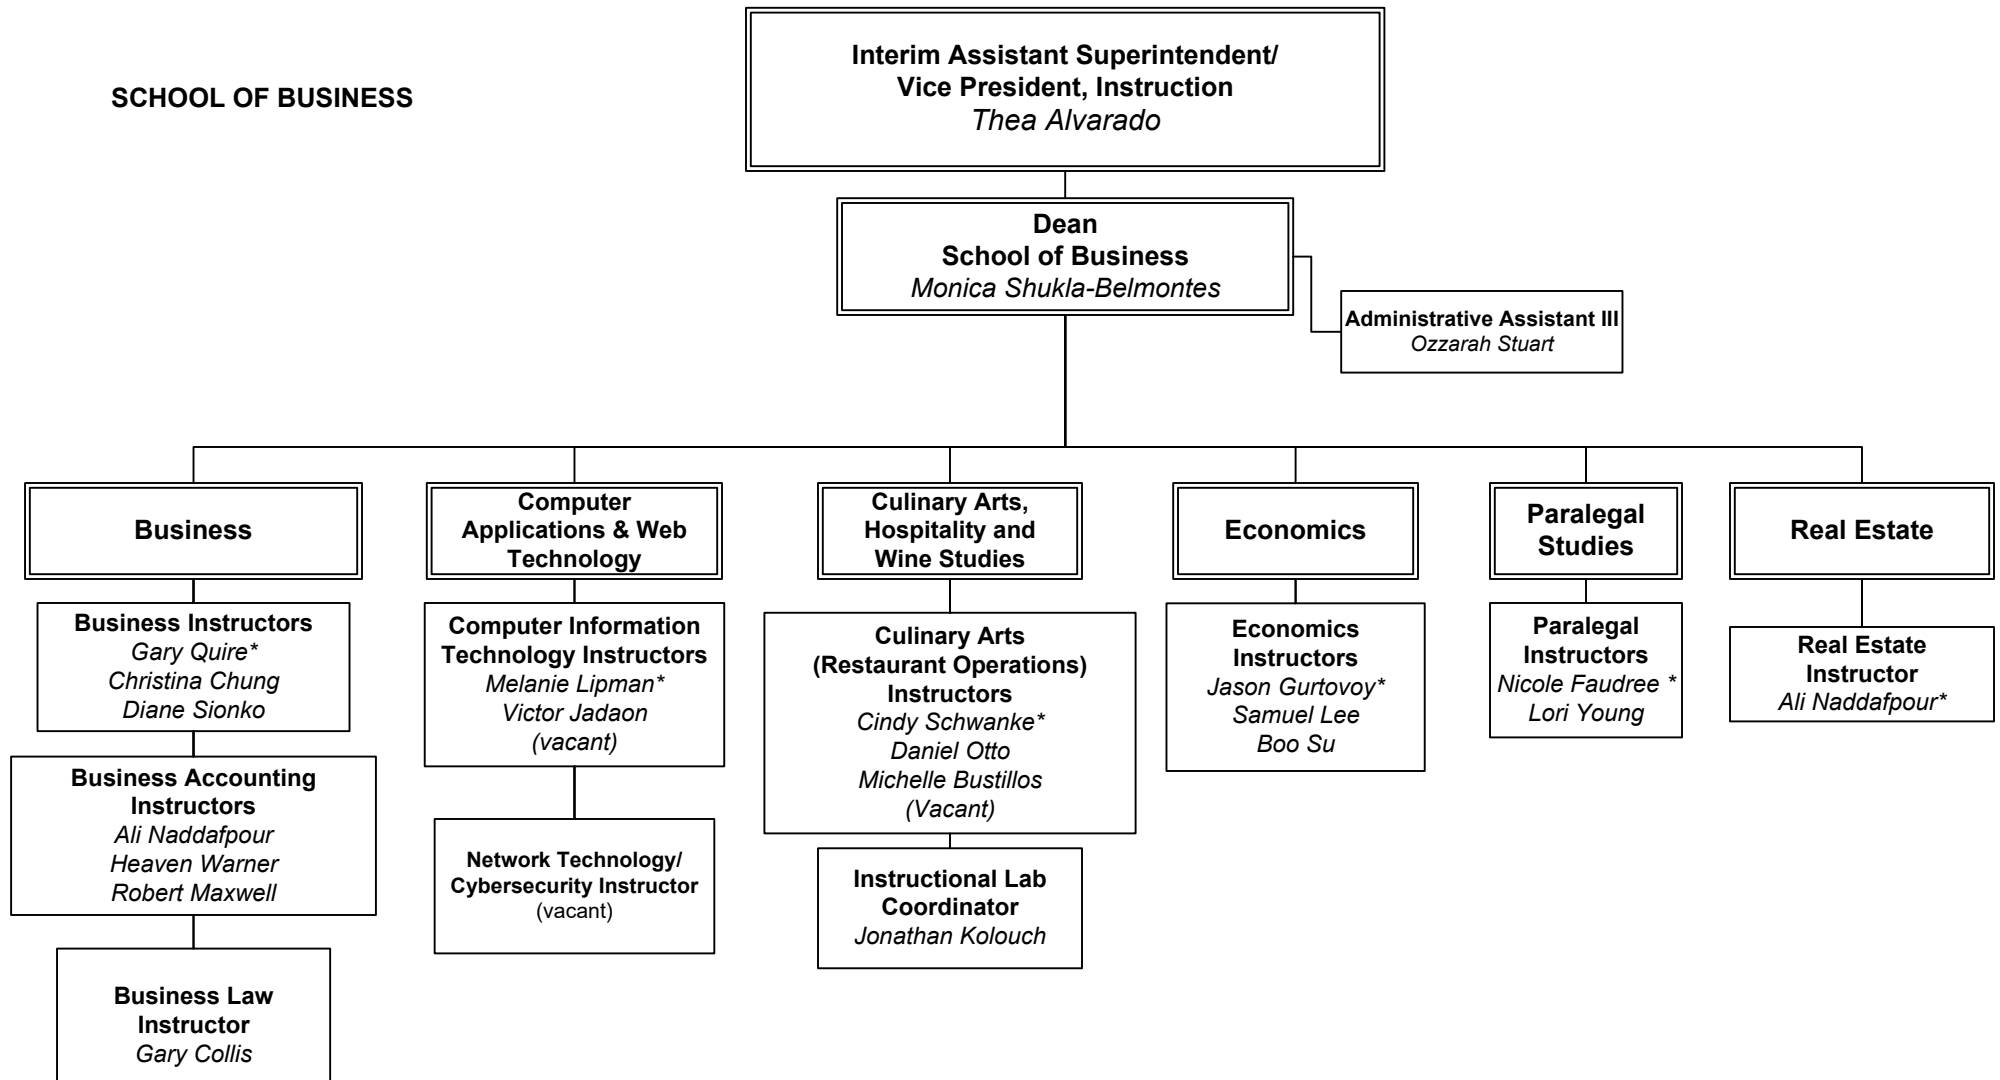 SCHOOL OF BUSINESS
Interim Assistant Superintendent/
Vice President, Instruction
Thea Alvarado
Dean
School of Business
Monica Shukla-Belmontes
Administrative Assistant III
Ozzarah Stuart
Business
Business Instructors
Gary Quire*
Christina Chung
Diane Sionko
Business Accounting
Instructors
Ali Naddafpour
Heaven Warner
Robert Maxwell
Business Law
Instructor
Gary Collis
Computer
Applications & Web
Technology
Computer Information
Technology Instructors
Melanie Lipman*
Victor Jadaon
(vacant)
Network Technology/
Cybersecurity Instructor
(vacant)
Culinary Arts,
Hospitality and
Wine Studies
Culinary Arts
(Restaurant Operations)
Instructors
Cindy Schwanke*
Daniel Otto
Michelle Bustillos
(Vacant)
Instructional Lab
Coordinator
Jonathan Kolouch
Economics
Economics
Instructors
Jason Gurtovoy*
Samuel Lee
Boo Su
Paralegal
Studies
Paralegal
Instructors
Nicole Faudree *
Lori Young
Real Estate
Real Estate
Instructor
Ali Naddafpour*